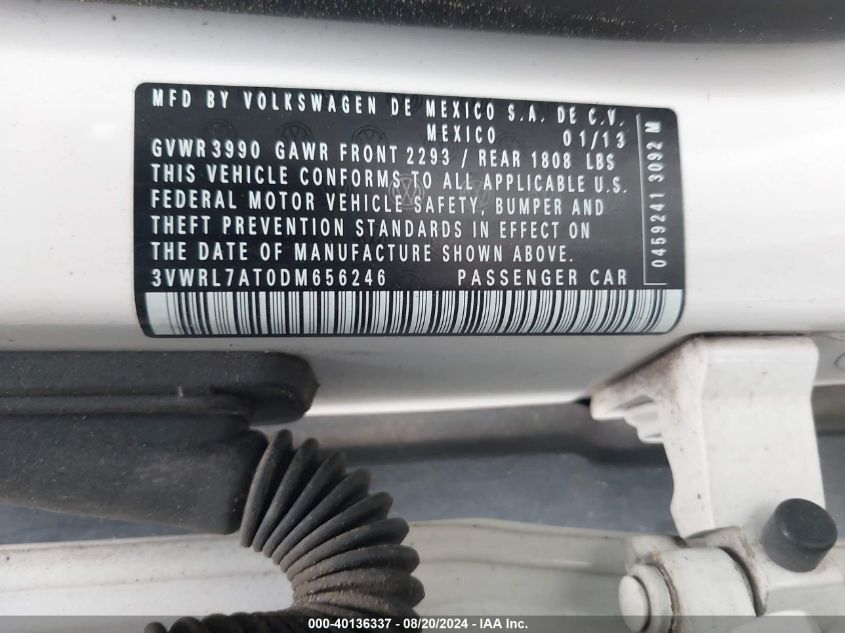 MFD BY VOLKSWAGEN DE MEXICO S.A. DE C.V.
MEXICO 01/13
GVWR 3990 GAWR FRONT 2293 / REAR 1808 LBS
THIS VEHICLE CONFORMS TO ALL APPLICABLE U.S.
FEDERAL MOTOR VEHICLE SAFETY, BUMPER AND
THEFT PREVENTION STANDARDS IN EFFECT ON
THE DATE OF MANUFACTURE SHOWN ABOVE.
3VWRL7AT0DM656246 PASSENGER CAR
0459241 3092 M
000-40136337 - 08/20/2024 - IAA Inc.